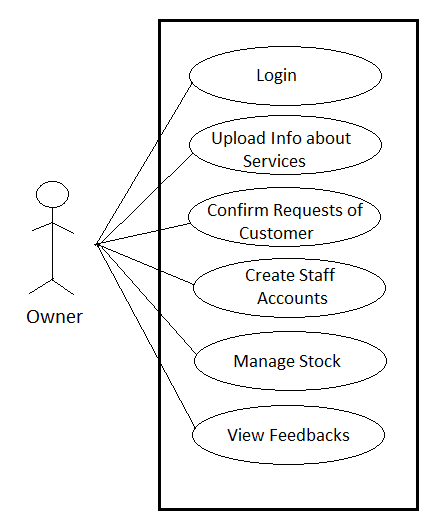 Login
Upload Info about
Services
Confirm Requests of
Customer
Create Staff
Accounts
Owner
Manage Stock
View Feedbacks